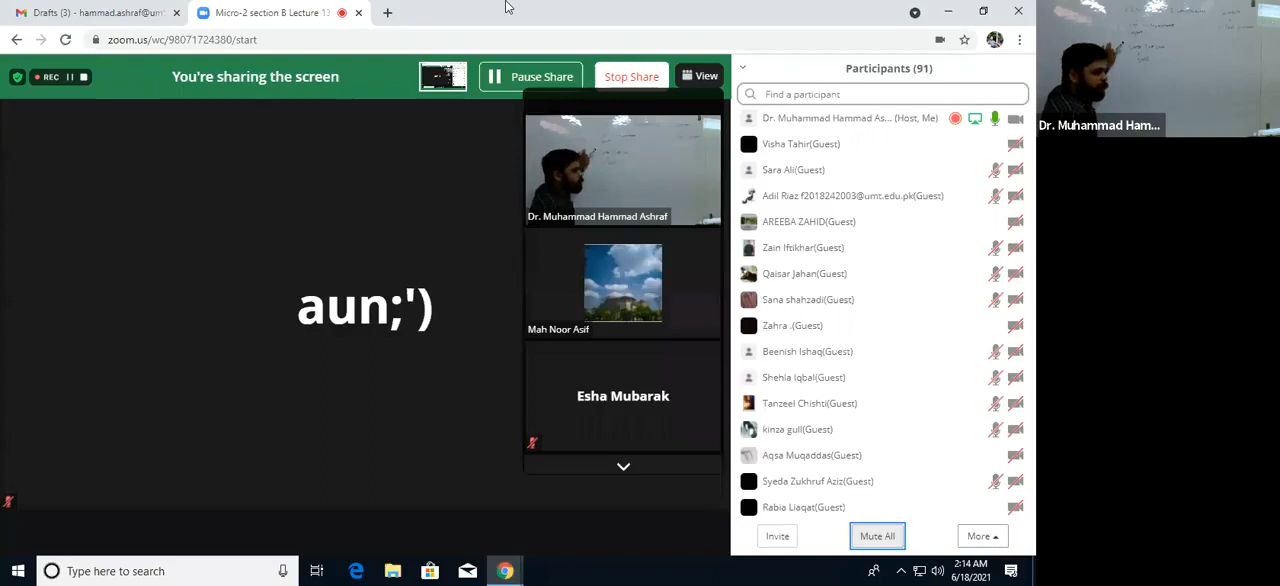 Drafts (3) - hammad.ashraf@um
Micro-2 section B Lecture 13
zoom.us/wc/98071724380/start
REC
You're sharing the screen
Pause Share
Stop Share
View
Participants (91)
Find a participant
Dr. Muhammad Hammad As... (Host, Me)
Visha Tahir(Guest)
Sara Ali(Guest)
Adil Riaz f2018242003@umt.edu.pk(Guest)
AREEBA ZAHID(Guest)
Zain Iftikhar(Guest)
Qaisar Jahan(Guest)
Sana shahzadi(Guest)
Zahra .(Guest)
Beenish Ishaq(Guest)
Shehla Iqbal(Guest)
Tanzeel Chishti(Guest)
kinza gull(Guest)
Aqsa Muqaddas(Guest)
Syeda Zukhruf Aziz(Guest)
Rabia Liaqat(Guest)
Invite
Mute All
More
aun;')
Dr. Muhammad Hammad Ashraf
Mah Noor Asif
Esha Mubarak
Dr. Muhammad Ham...
Type here to search
2:14 AM
6/18/2021